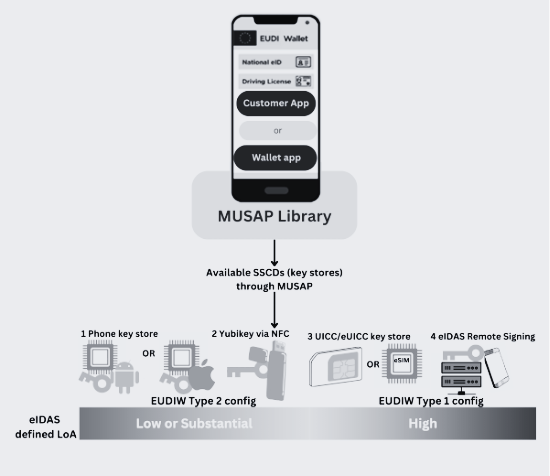 EUDI Wallet
National eID
Driving License
Customer App
or
Wallet app
MUSAP Library
Available SSCDs (key stores)
through MUSAP
1 Phone key store
2 Yubikey via NFC
3 UICC/eUICC key store
4 eIDAS Remote Signing
OR
OR
eSIM
EUDIW Type 2 config
EUDIW Type 1 config
eIDAS
defined LoA
Low or Substantial
High